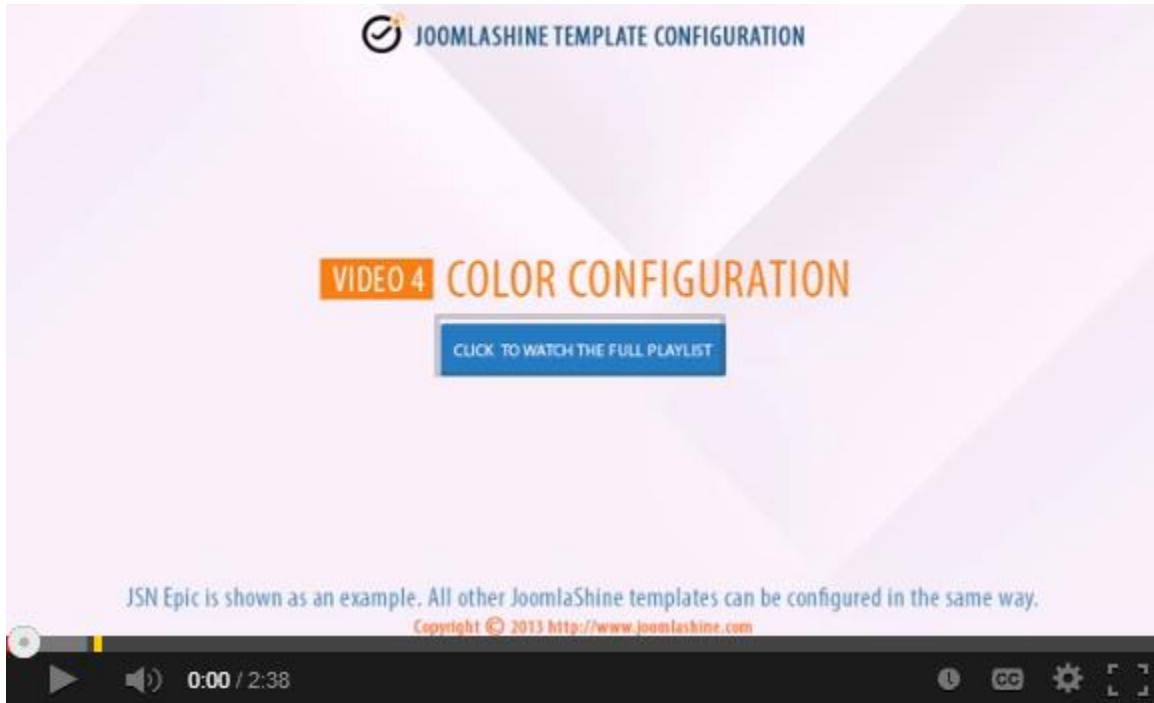 JOOMLASHINE TEMPLATE CONFIGURATION
VIDEO 4 COLOR CONFIGURATION
CLICK TO WATCH THE FULL PLAYLIST
JSN Epic is shown as an example. All other JoomlaShine templates can be configured in the same way.
Copyright © 2013 http://www.joomlashine.com
0:00 / 2:38
CC